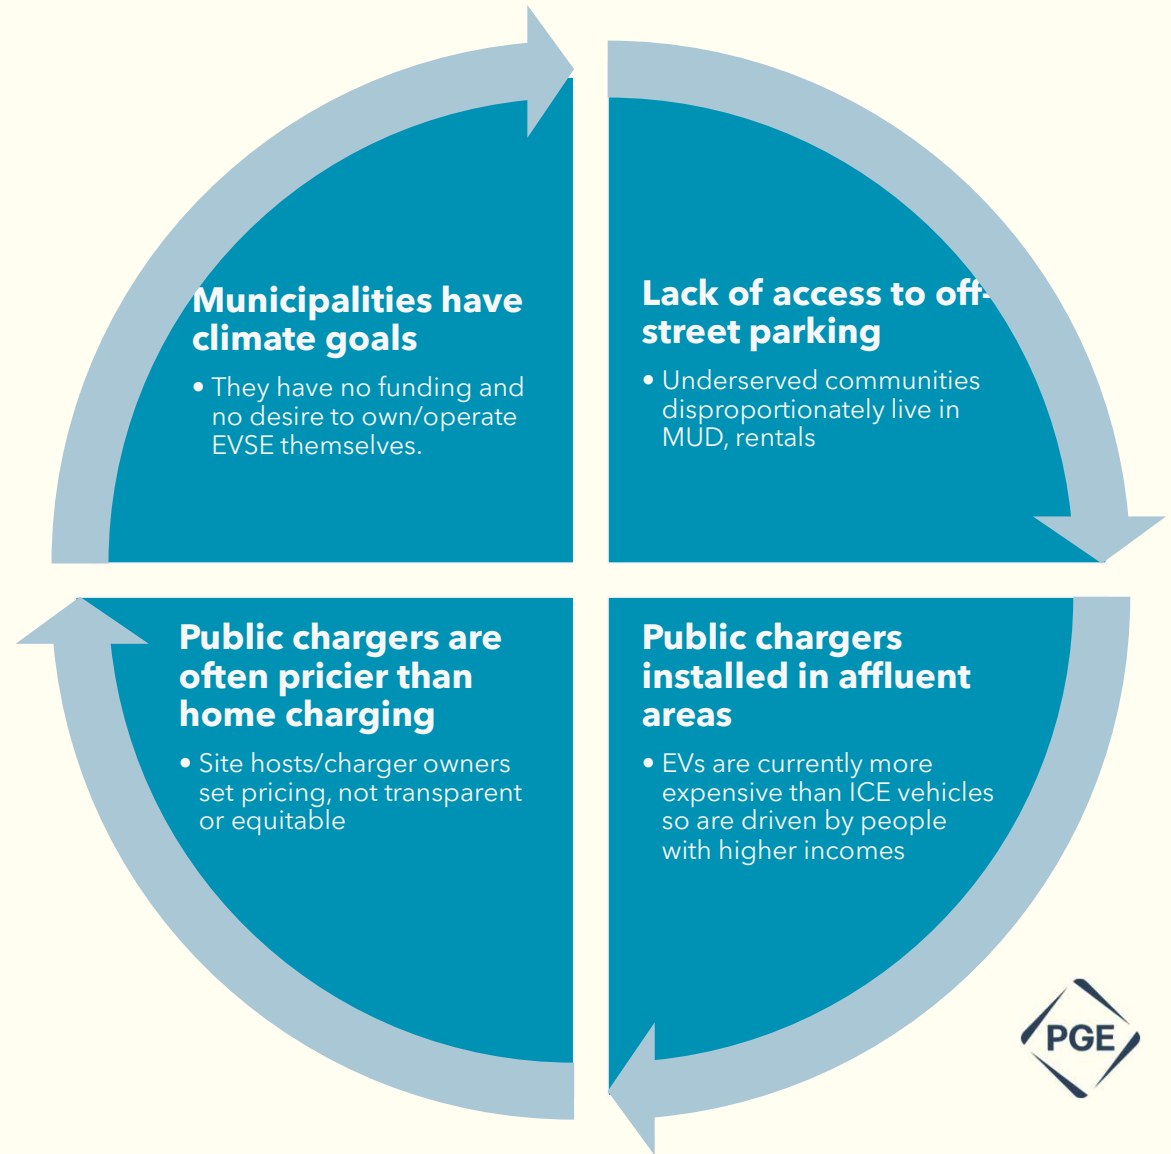 Municipalities have
climate goals
• They have no funding and
no desire to own/operate
EVSE themselves.
Lack of access to off-
street parking
• Underserved communities
disproportionately live in
MUD, rentals
Public chargers are
often pricier than
home charging
• Site hosts/charger owners
set pricing, not transparent
or equitable
Public chargers
installed in affluent
areas
• EVs are currently more
expensive than ICE vehicles
so are driven by people
with higher incomes
PGE